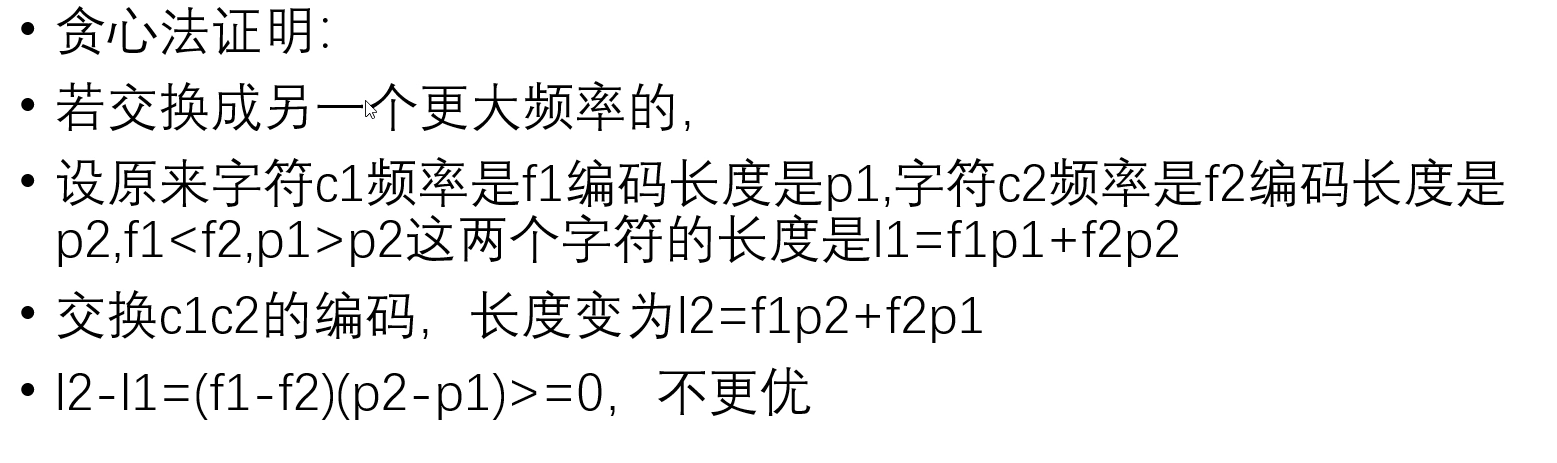 • 贪心法证明:
• 若交换成另一个更大频率的,
• 设原来字符c1频率是f1编码长度是p1,字符c2频率是f2编码长度是
p2,f1<f2,p1>p2这两个字符的长度是l1=f1p1+f2p2
• 交换c1c2的编码，长度变为l2=f1p2+f2p1
• l2-l1=(f1-f2)(p2-p1)>=0，不更优